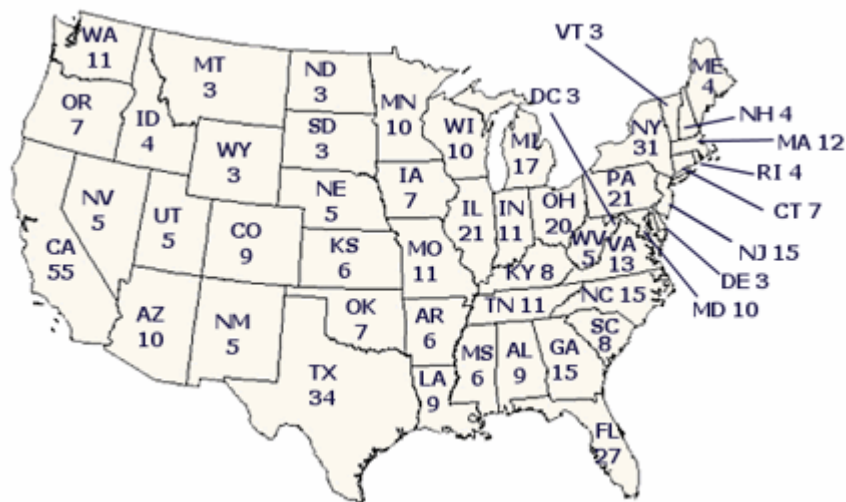 WA
11
OR
7
CA
55
NV
5
ID
4
MT
3
WY
3
UT
5
AZ
10
CO
9
NM
5
ND
3
SD
3
NE
5
KS
6
OK
7
TX
34
MN
10
IA
7
MO
11
AR
6
LA
9
WI
10
IL
21
MI
17
IN
11
OH
20
KY 8
TN 11
MS
6
AL
9
GA
15
FL
27
SC
8
NC 15
VA
13
WV
5
PA
21
NY
31
VT 3
ME
4
NH 4
MA 12
RI 4
CT 7
NJ 15
DE 3
MD 10
DC 3